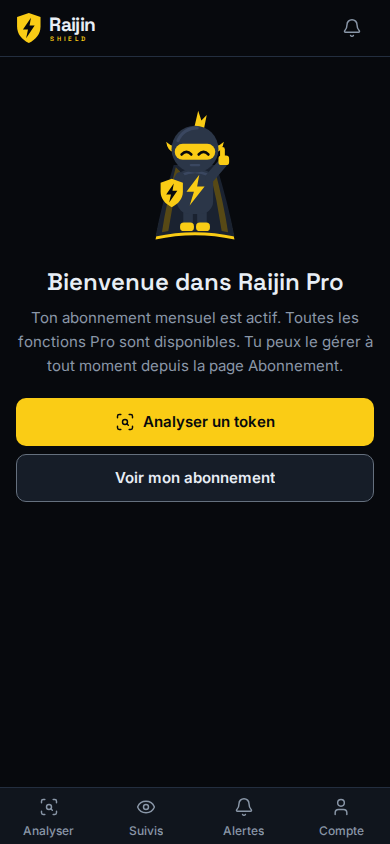 Raijin
SHIELD
Bienvenue dans Raijin Pro
Ton abonnement mensuel est actif. Toutes les
fonctions Pro sont disponibles. Tu peux le gérer à
tout moment depuis la page Abonnement.
Analyser un token
Voir mon abonnement
Analyser
Suivis
Alertes
Compte